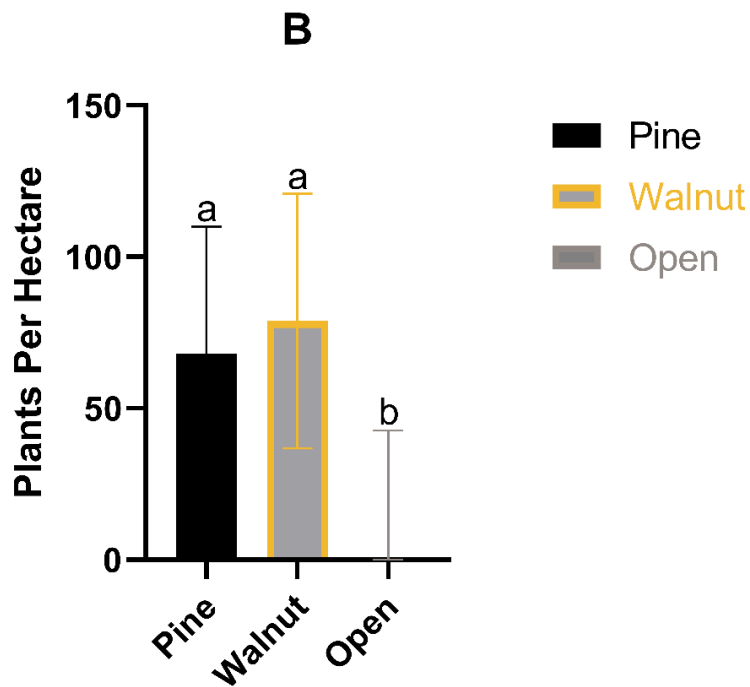 B
Plants Per Hectare
150
100
50
0
a
a
b
Pine
Walnut
Open
Pine
Walnut
Open